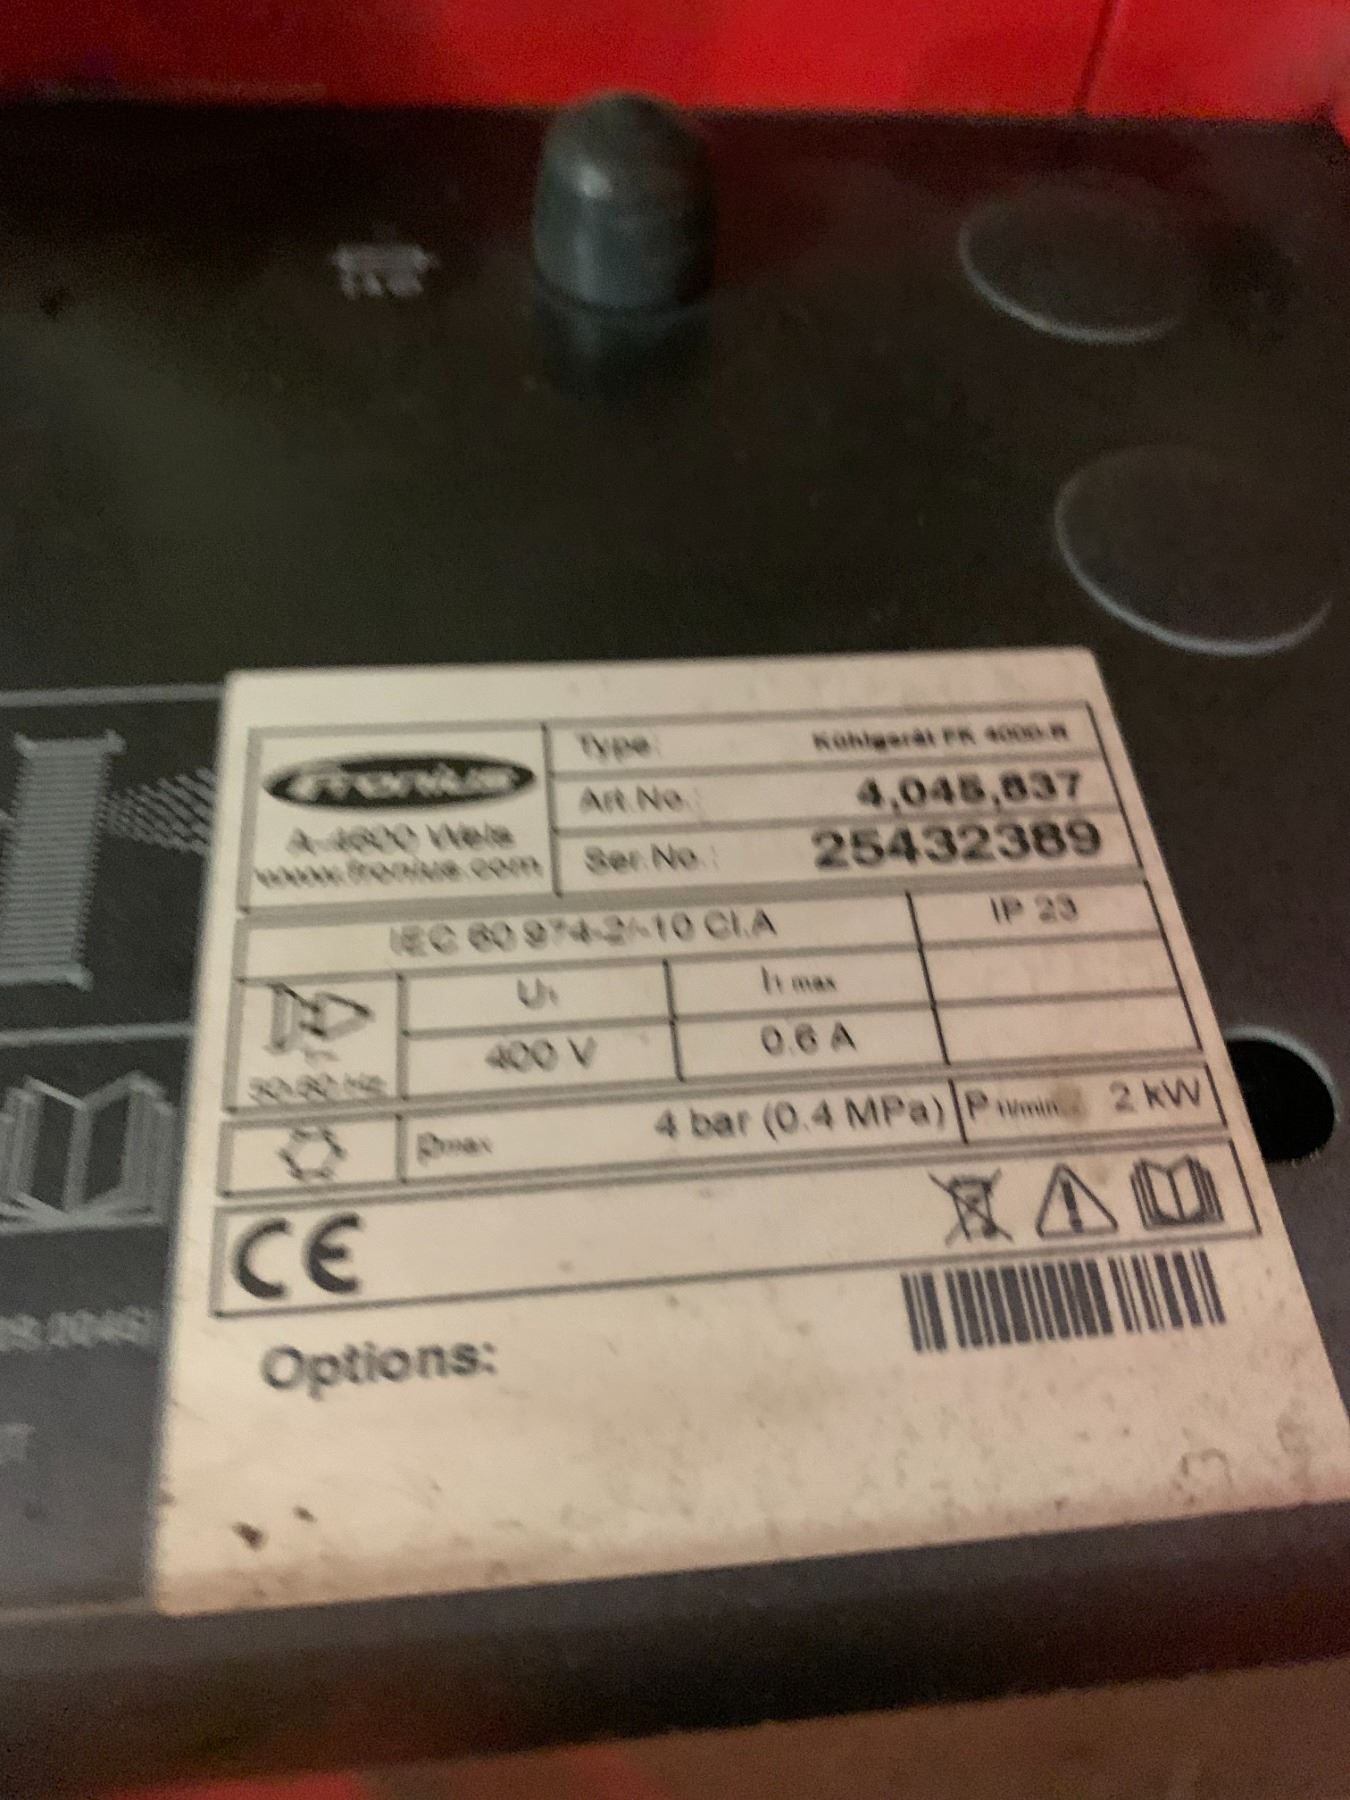 Fronius
A-4600 Wels
www.fronius.com
Type: Kühlgerät FK 4000-R
Art.No.: 4,045,837
Ser.No.: 25432389
IEC 60 974-2/-10 Cl.A
IP 23
U1
I1 max
50-60 Hz
400 V
0.6 A
pmax 4 bar (0.4 MPa)
P 1l/min. 2 kW
CE
Options: